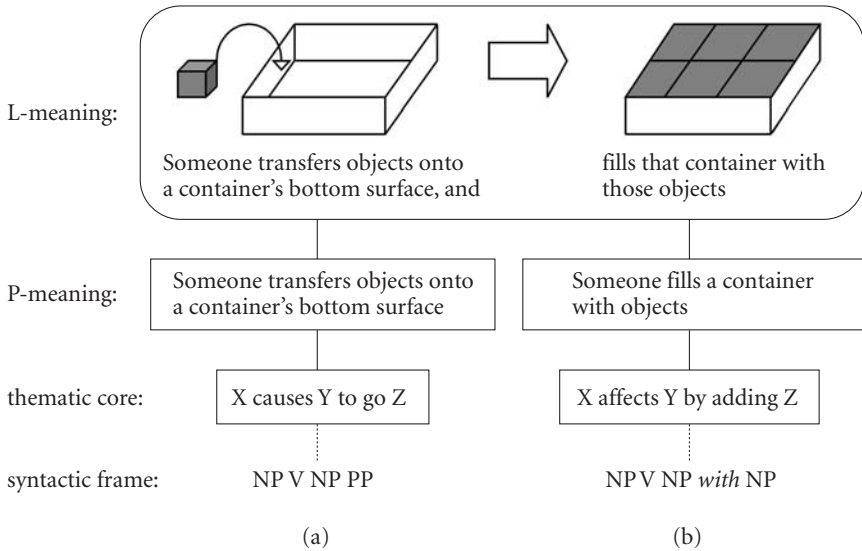 L-meaning:
Someone transfers objects onto
a container's bottom surface, and
fills that container with
those objects
P-meaning:
Someone transfers objects onto
a container's bottom surface
Someone fills a container
with objects
thematic core:
X causes Y to go Z
X affects Y by adding Z
syntactic frame:
NP V NP PP
NP V NP with NP
(a)
(b)